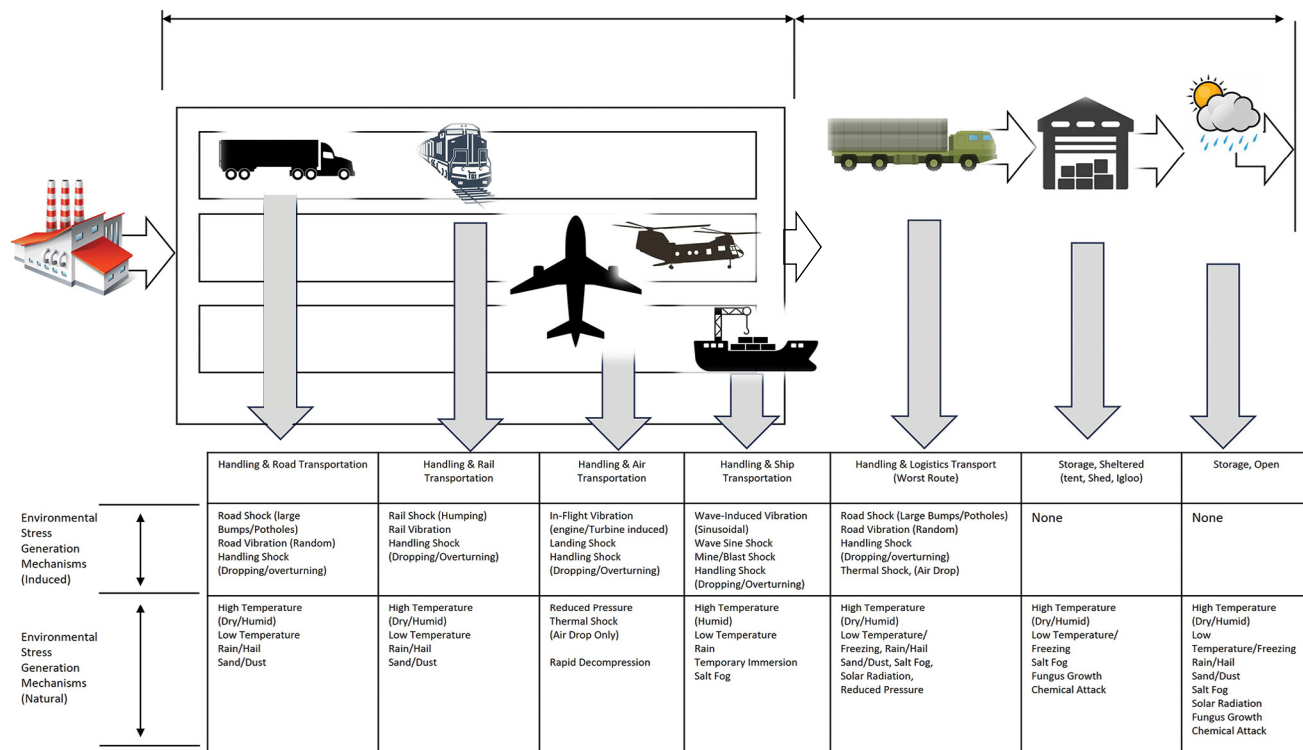 Handling & Road Transportation
Handling & Rail
Transportation
Handling & Air
Transportation
Handling & Ship
Transportation
Handling & Logistics Transport
(Worst Route)
Storage, Sheltered
(tent, Shed, Igloo)
Storage, Open
Environmental
Stress
Generation
Mechanisms
(Induced)
Road Shock (large
Bumps/Potholes)
Road Vibration (Random)
Handling Shock
(Dropping/overturning)
Rail Shock (Humping)
Rail Vibration
Handling Shock
(Dropping/Overturning)
In-Flight Vibration
(engine/Turbine induced)
Landing Shock
Handling Shock
(Dropping/Overturning)
Wave-Induced Vibration
(Sinusoidal)
Wave Sine Shock
Mine/Blast Shock
Handling Shock
(Dropping/Overturning)
Road Shock (Large Bumps/Potholes)
Road Vibration (Random)
Handling Shock
(Dropping/overturning)
Thermal Shock, (Air Drop)
None
None
Environmental
Stress
Generation
Mechanisms
(Natural)
High Temperature
(Dry/Humid)
Low Temperature
Rain/Hail
Sand/Dust
High Temperature
(Dry/Humid)
Low Temperature
Rain/Hail
Sand/Dust
Reduced Pressure
Thermal Shock
(Air Drop Only)
Rapid Decompression
High Temperature
(Humid)
Low Temperature
Rain
Temporary Immersion
Salt Fog
High Temperature
(Dry/Humid)
Low Temperature/
Freezing, Rain/Hail
Sand/Dust, Salt Fog,
Solar Radiation,
Reduced Pressure
High Temperature
(Dry/Humid)
Low Temperature/
Freezing
Salt Fog
Fungus Growth
Chemical Attack
High Temperature
(Dry/Humid)
Low
Temperature/Freezing
Rain/Hail
Sand/Dust
Salt Fog
Solar Radiation
Fungus Growth
Chemical Attack